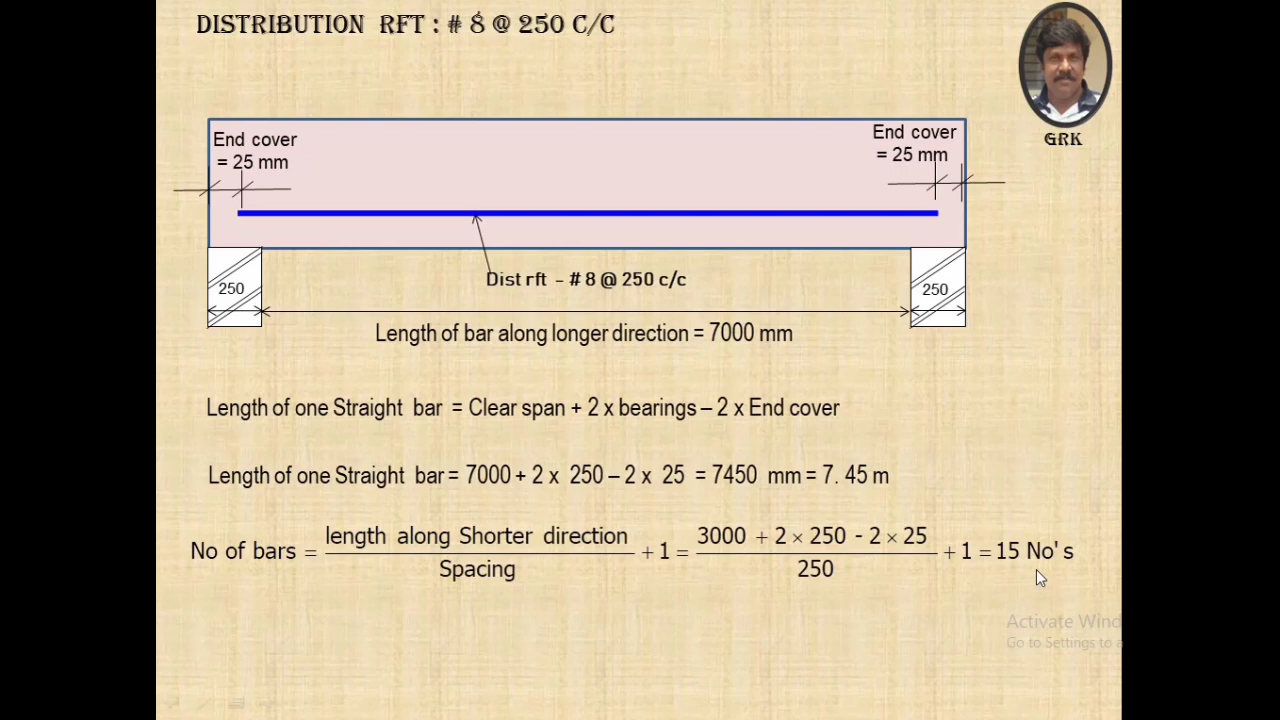 DISTRIBUTION RFT : # 8 @ 250 C/C
GRK
End cover
= 25 mm
End cover
= 25 mm
250
250
Dist rft - # 8 @ 250 c/c
Length of bar along longer direction = 7000 mm
Length of one Straight bar = Clear span + 2 x bearings – 2 x End cover
Length of one Straight bar = 7000 + 2 x 250 – 2 x 25 = 7450 mm = 7. 45 m
No of bars = length along Shorter direction / Spacing + 1 = 3000 + 2 × 250 - 2 × 25 / 250 + 1 = 15 No' s
Activate Wind
Go to Settings to a